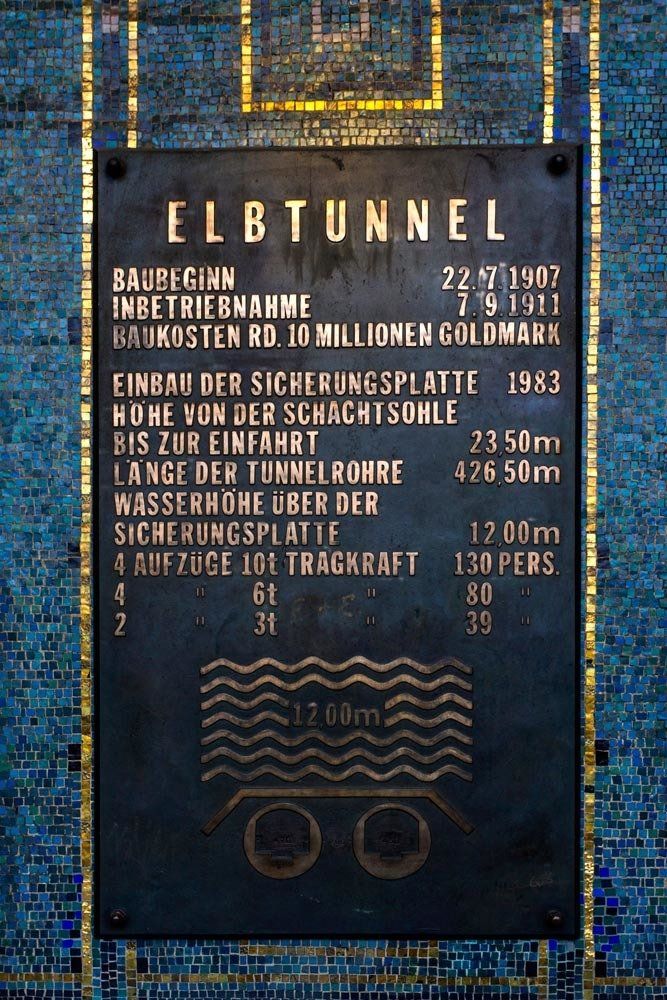 ELBTUNNEL
BAUBEGINN 22.7.1907
INBETRIEBNAHME 7.9.1911
BAUKOSTEN RD. 10 MILLIONEN GOLDMARK
EINBAU DER SICHERUNGSPLATTE 1983
HÖHE VON DER SCHACHTSOHLE
BIS ZUR EINFAHRT 23,50m
LÄNGE DER TUNNELROHRE 426,50m
WASSERHÖHE ÜBER DER
SICHERUNGSPLATTE 12,00m
4 AUFZÜGE 10t TRAGKRAFT 130 PERS.
4 " 6t " 80 "
2 " 3t " 39 "
12,00m